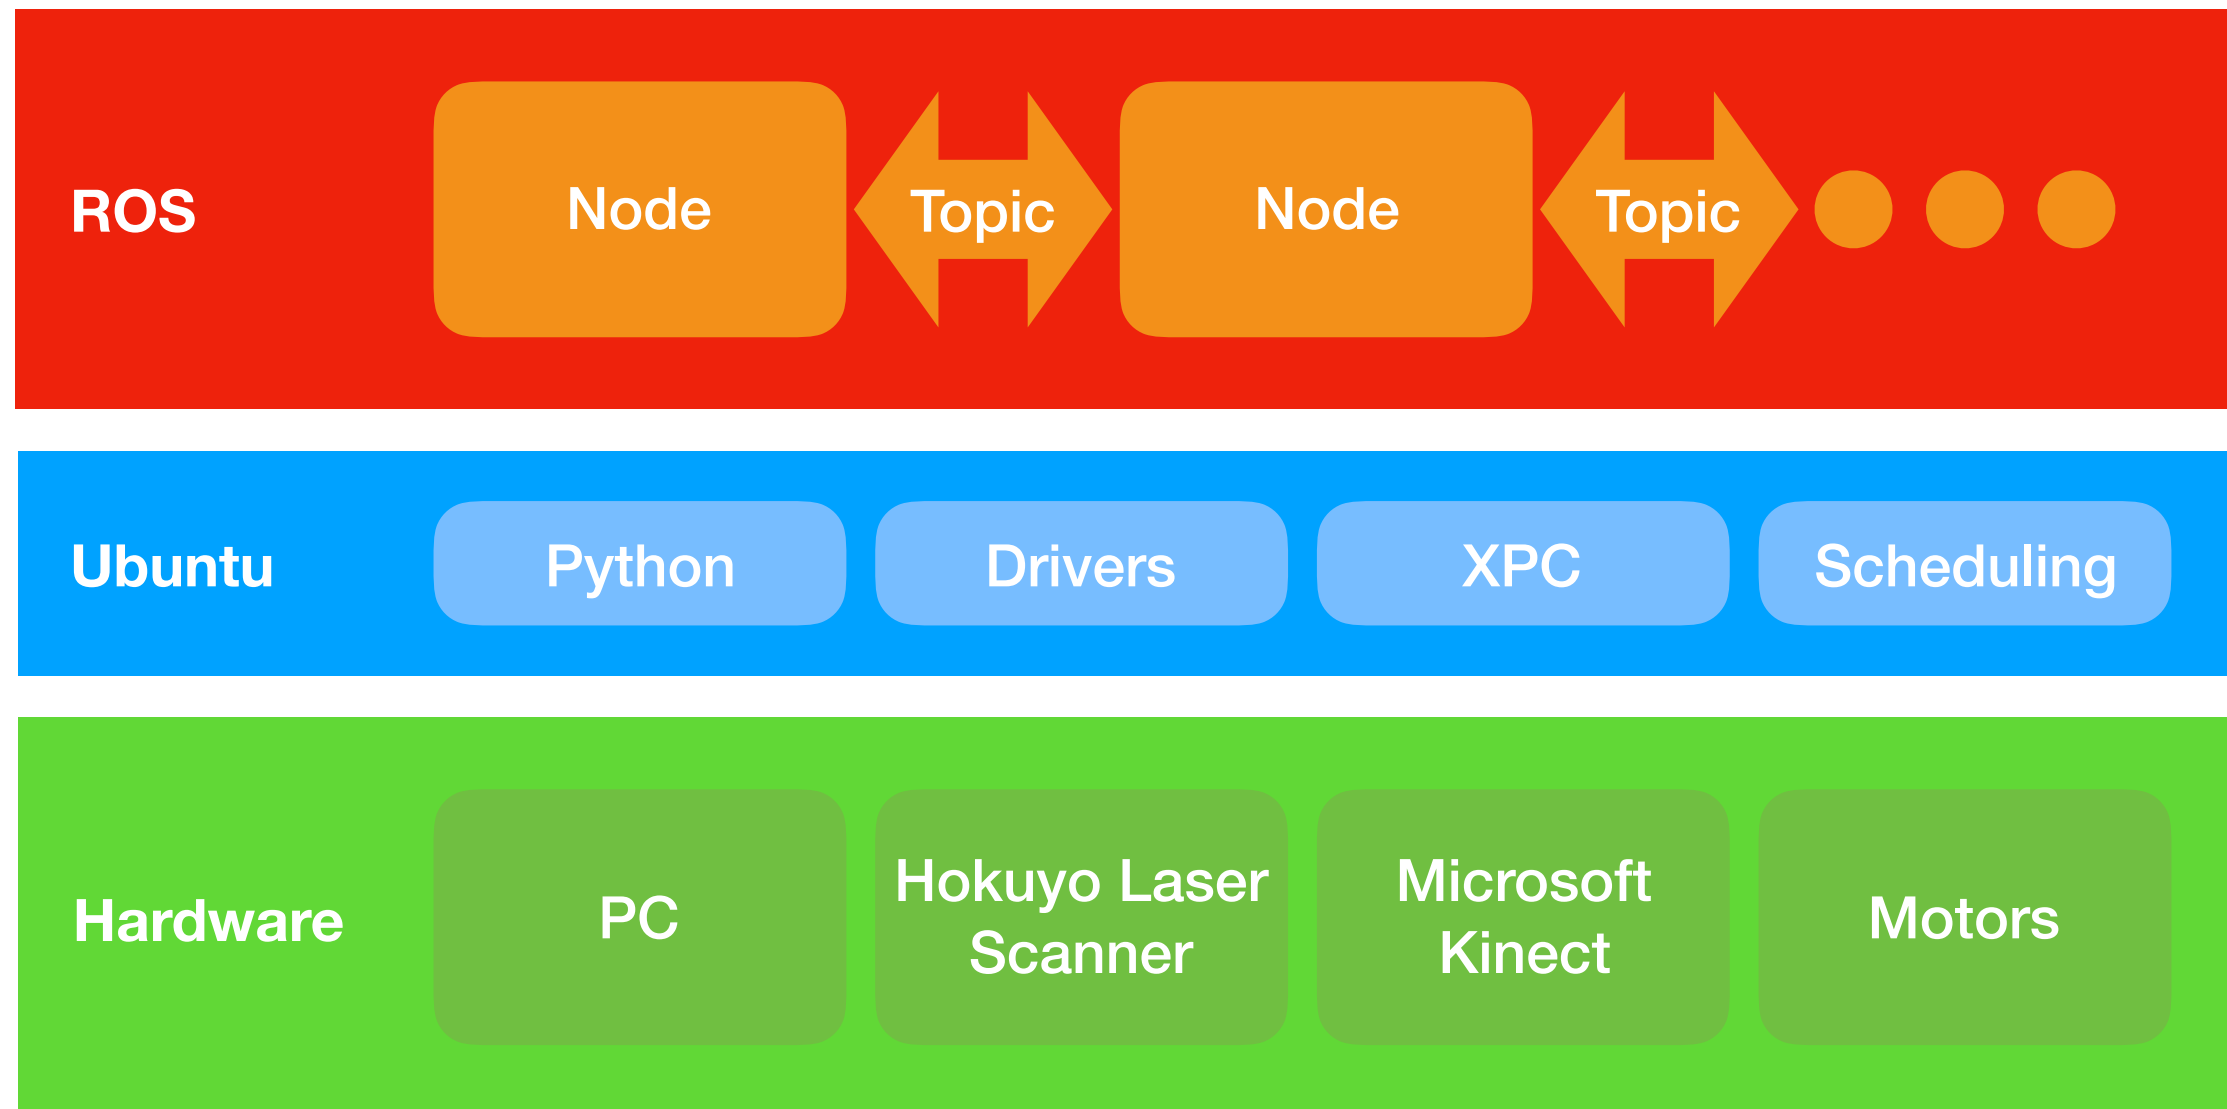 ROS
Node
Topic
Node
Topic
Ubuntu
Python
Drivers
XPC
Scheduling
Hardware
PC
Hokuyo Laser
Scanner
Microsoft
Kinect
Motors